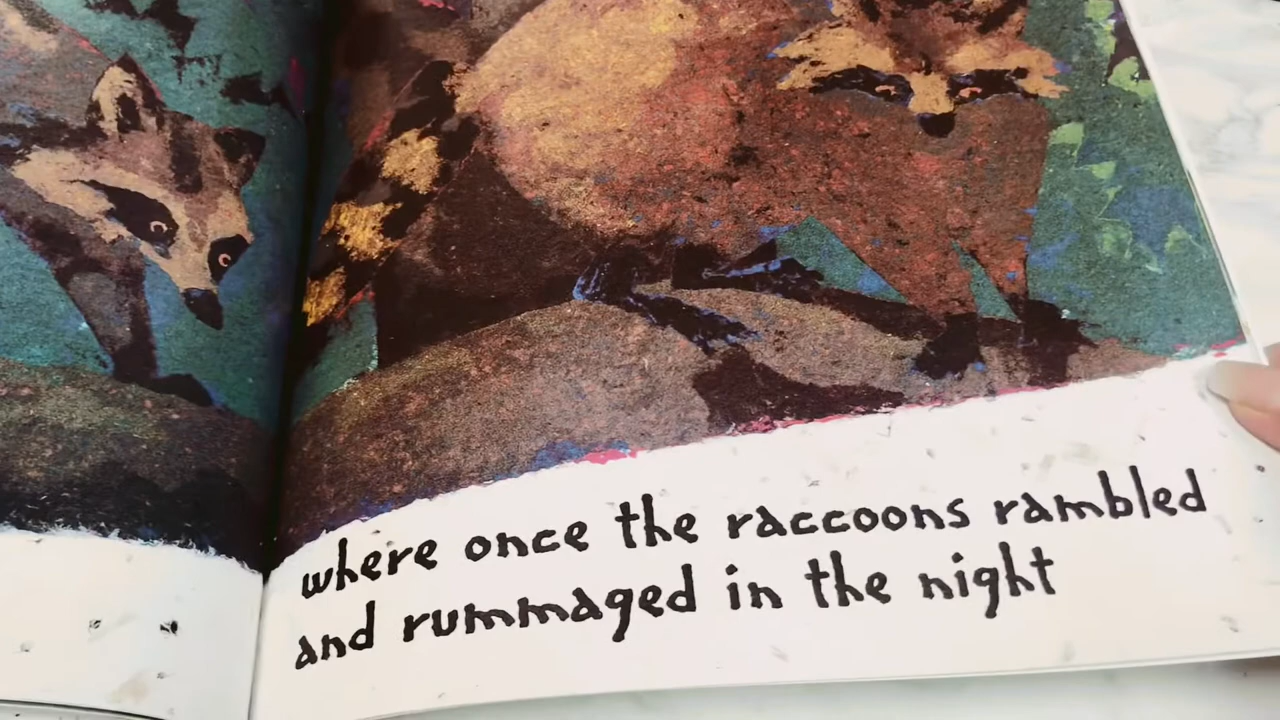 where once the raccoons rambled
and rummaged in the night